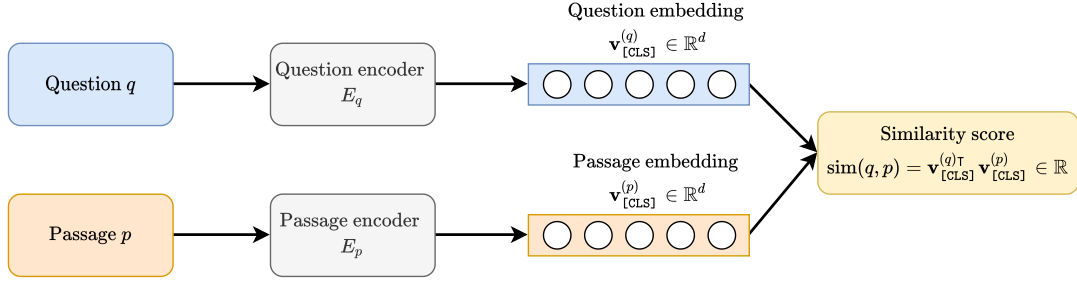 Question embedding
𝐯₍[CLS]₎^(q) ∈ ℝ^d
Question q
Question encoder
E_q
Similarity score
sim(q, p) = 𝐯_[CLS]^(q)⊤ 𝐯_[CLS]^(p) ∈ ℝ
Passage embedding
𝐯_[CLS]^(p) ∈ ℝ^d
Passage p
Passage encoder
E_p